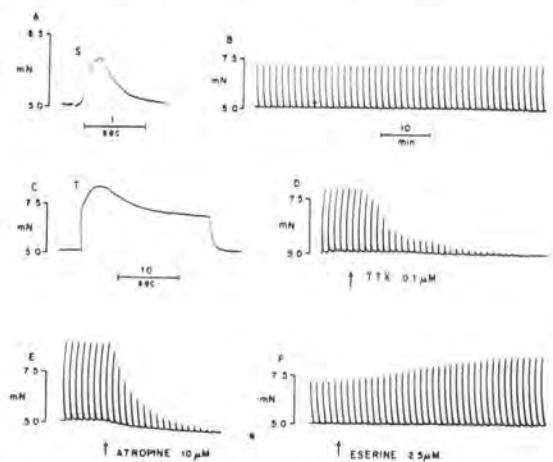 A
8.5
S
mN
5.0
1
sec
B
7.5
mN
5.0
10
min
C
T
7.5
mN
5.0
10
sec
D
7.5
mN
5.0
↑ TTX 0.1 μM
E
7.5
mN
5.0
↑ ATROPINE 10 μM
F
7.5
mN
5.0
↑ ESERINE 2.5 μM